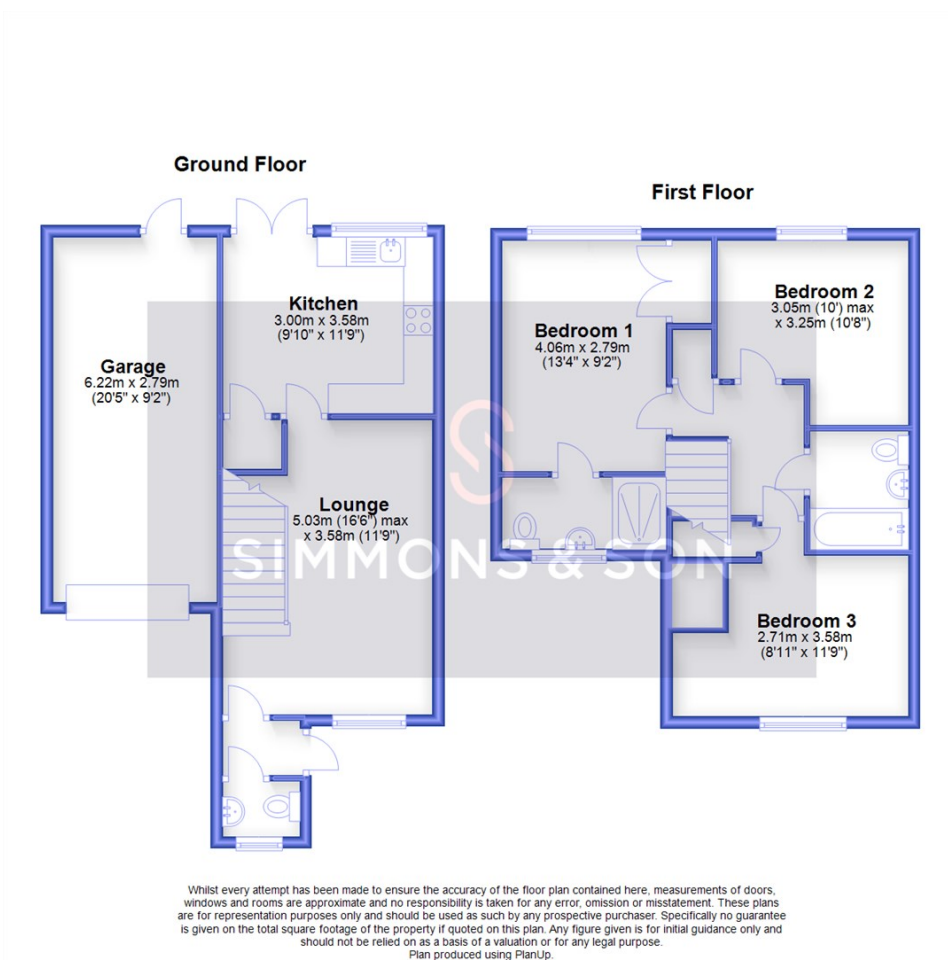 Ground Floor
First Floor
Kitchen
3.00m x 3.58m
(9'10" x 11'9")
Bedroom 2
3.05m (10') max
x 3.25m (10'8")
Bedroom 1
4.06m x 2.79m
(13'4" x 9'2")
Garage
6.22m x 2.79m
(20'5" x 9'2")
Lounge
5.03m (16'6") max
x 3.58m (11'9")
SIMMONS & SON
Bedroom 3
2.71m x 3.58m
(8'11" x 11'9")
Whilst every attempt has been made to ensure the accuracy of the floor plan contained here, measurements of doors,
windows and rooms are approximate and no responsibility is taken for any error, omission or misstatement. These plans
are for representation purposes only and should be used as such by any prospective purchaser. Specifically no guarantee
is given on the total square footage of the property if quoted on this plan. Any figure given is for initial guidance only and
should not be relied on as a basis of a valuation or for any legal purpose.
Plan produced using PlanUp.